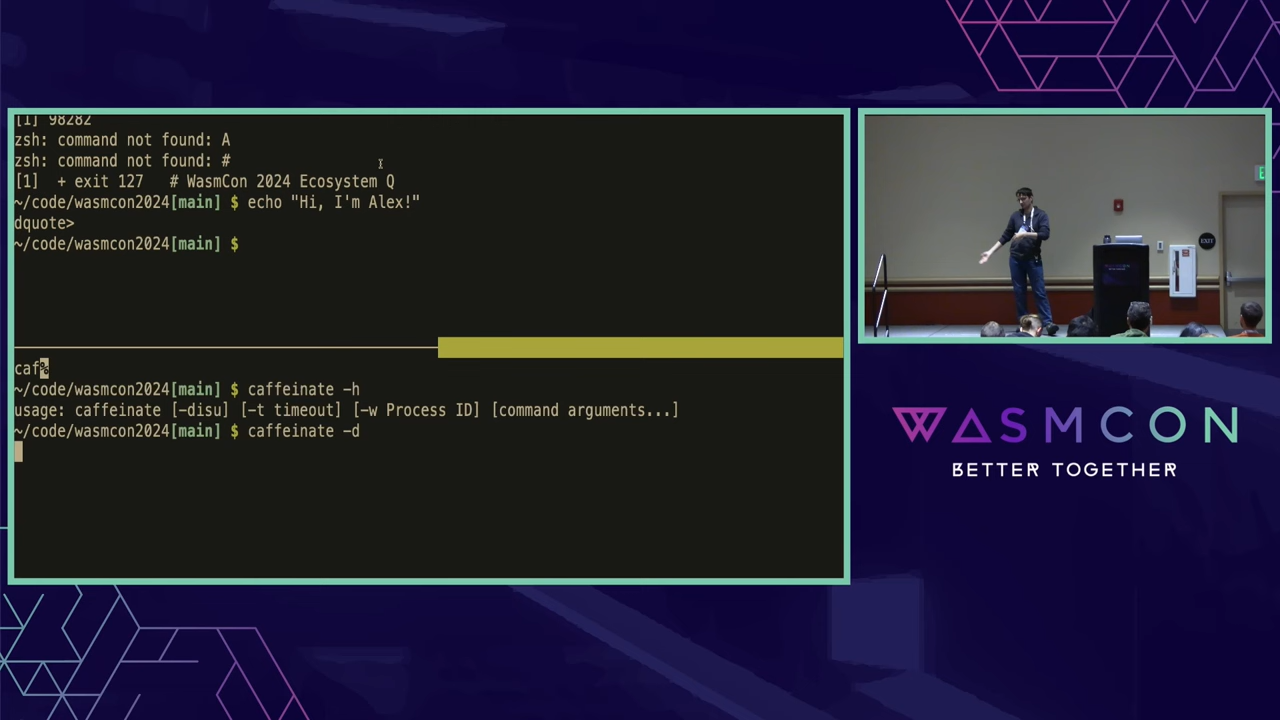 [1] 98282
zsh: command not found: A
zsh: command not found: #
[1]  + exit 127   # WasmCon 2024 Ecosystem Q
~/code/wasmcon2024[main] $ echo "Hi, I'm Alex!"
dquote>
~/code/wasmcon2024[main] $
caf%
~/code/wasmcon2024[main] $ caffeinate -h
usage: caffeinate [-disu] [-t timeout] [-w Process ID] [command arguments...]
~/code/wasmcon2024[main] $ caffeinate -d
EXIT
WASMCON
BETTER TOGETHER